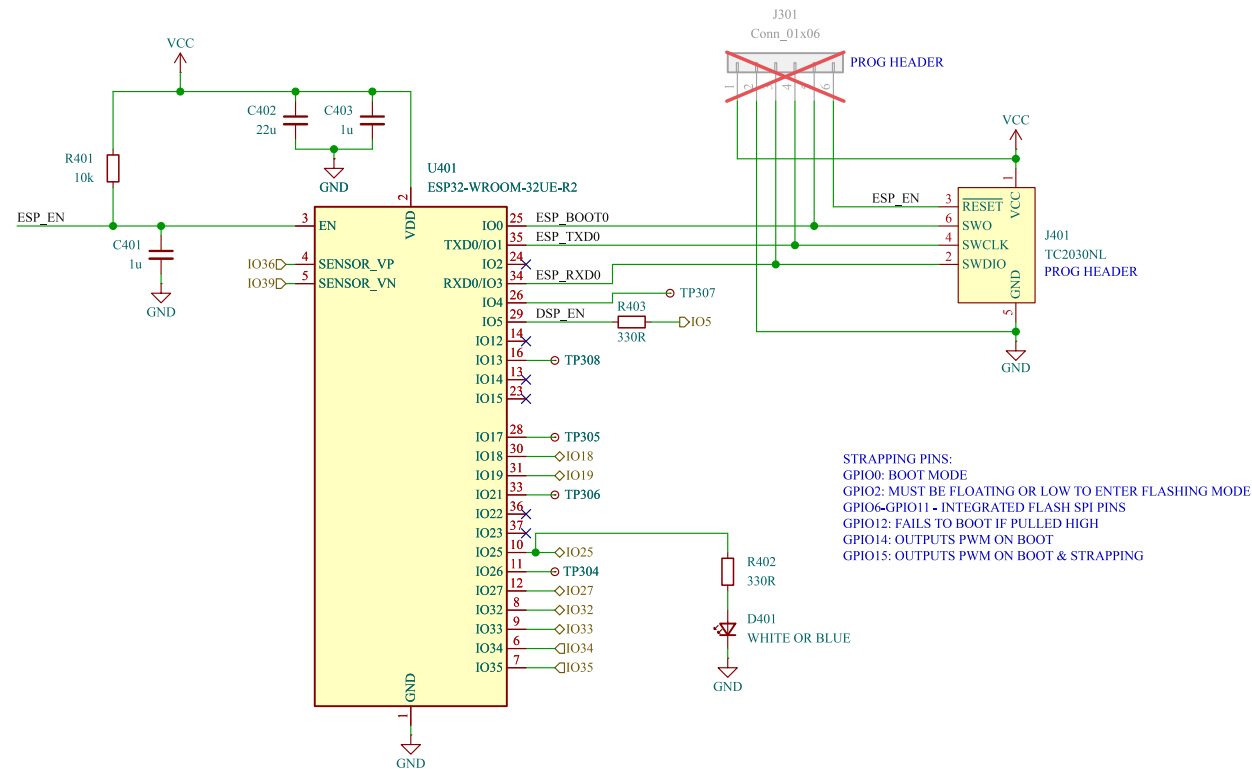 J301
Conn_01x06
PROG HEADER
1
2
3
4
5
6
VCC
C402
22u
C403
1u
R401
10k
GND
U401
ESP32-WROOM-32UE-R2
ESP_EN
C401
1u
GND
3 EN
IO36 4 SENSOR_VP
IO39 5 SENSOR_VN
2
VDD
IO0 25 ESP_BOOT0
TXD0/IO1 35 ESP_TXD0
IO2 24
RXD0/IO3 34 ESP_RXD0
IO4 26 TP307
IO5 29 DSP_EN
R403
330R
IO5
IO12 14
IO13 16 TP308
IO14 13
IO15 23
IO17 28 TP305
IO18 30 IO18
IO19 31 IO19
IO21 33 TP306
IO22 36
IO23 37
IO25 10 IO25
IO26 11 TP304
IO27 12 IO27
IO32 8 IO32
IO33 9 IO33
IO34 6 IO34
IO35 7 IO35
GND
1
GND
R402
330R
D401
WHITE OR BLUE
GND
VCC
1
VCC
ESP_EN 3 RESET
6 SWO
4 SWCLK
2 SWDIO
GND
5
GND
J401
TC2030NL
PROG HEADER
STRAPPING PINS:
GPIO0: BOOT MODE
GPIO2: MUST BE FLOATING OR LOW TO ENTER FLASHING MODE
GPIO6-GPIO11 - INTEGRATED FLASH SPI PINS
GPIO12: FAILS TO BOOT IF PULLED HIGH
GPIO14: OUTPUTS PWM ON BOOT
GPIO15: OUTPUTS PWM ON BOOT & STRAPPING